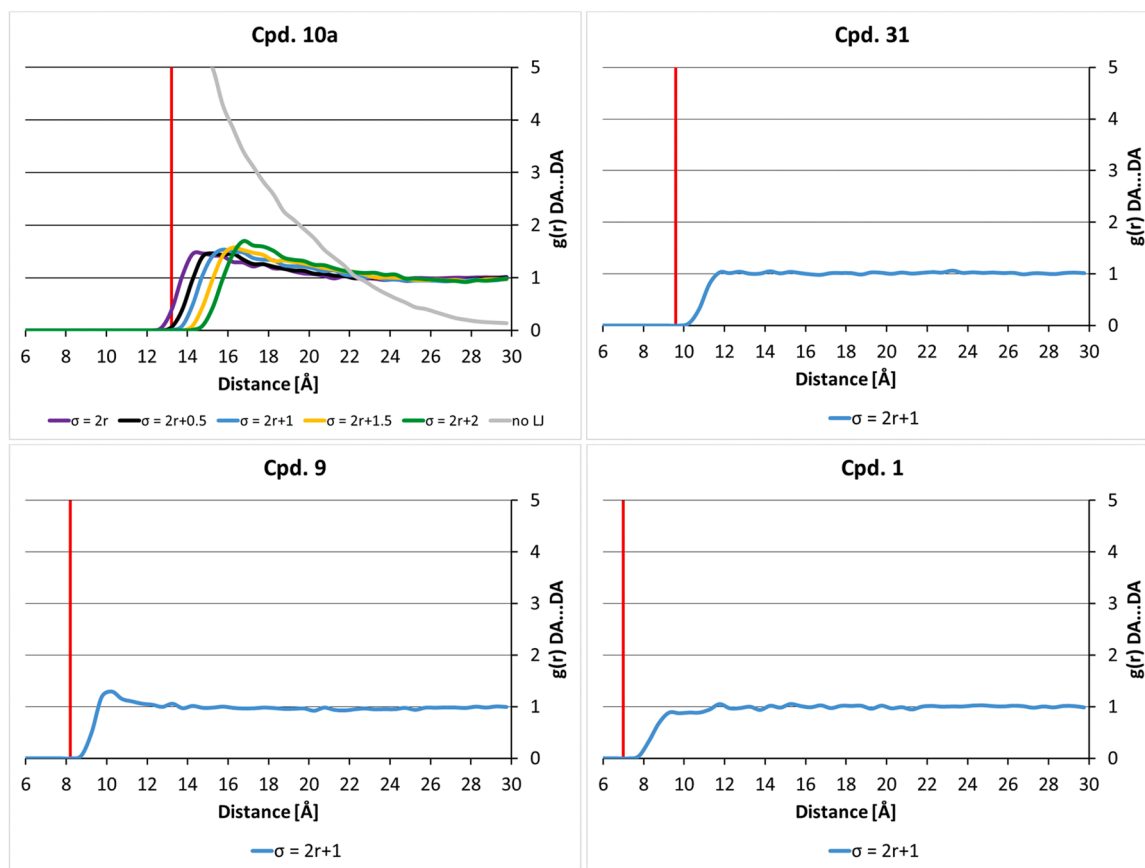 Cpd. 10a
5
4
3
2
1
0
g(r) DA...DA
6 8 10 12 14 16 18 20 22 24 26 28 30
Distance [Å]
σ = 2r σ = 2r+0.5 σ = 2r+1 σ = 2r+1.5 σ = 2r+2 no LJ
Cpd. 31
5
4
3
2
1
0
g(r) DA...DA
6 8 10 12 14 16 18 20 22 24 26 28 30
Distance [Å]
σ = 2r+1
Cpd. 9
5
4
3
2
1
0
g(r) DA...DA
6 8 10 12 14 16 18 20 22 24 26 28 30
Distance [Å]
σ = 2r+1
Cpd. 1
5
4
3
2
1
0
g(r) DA...DA
6 8 10 12 14 16 18 20 22 24 26 28 30
Distance [Å]
σ = 2r+1